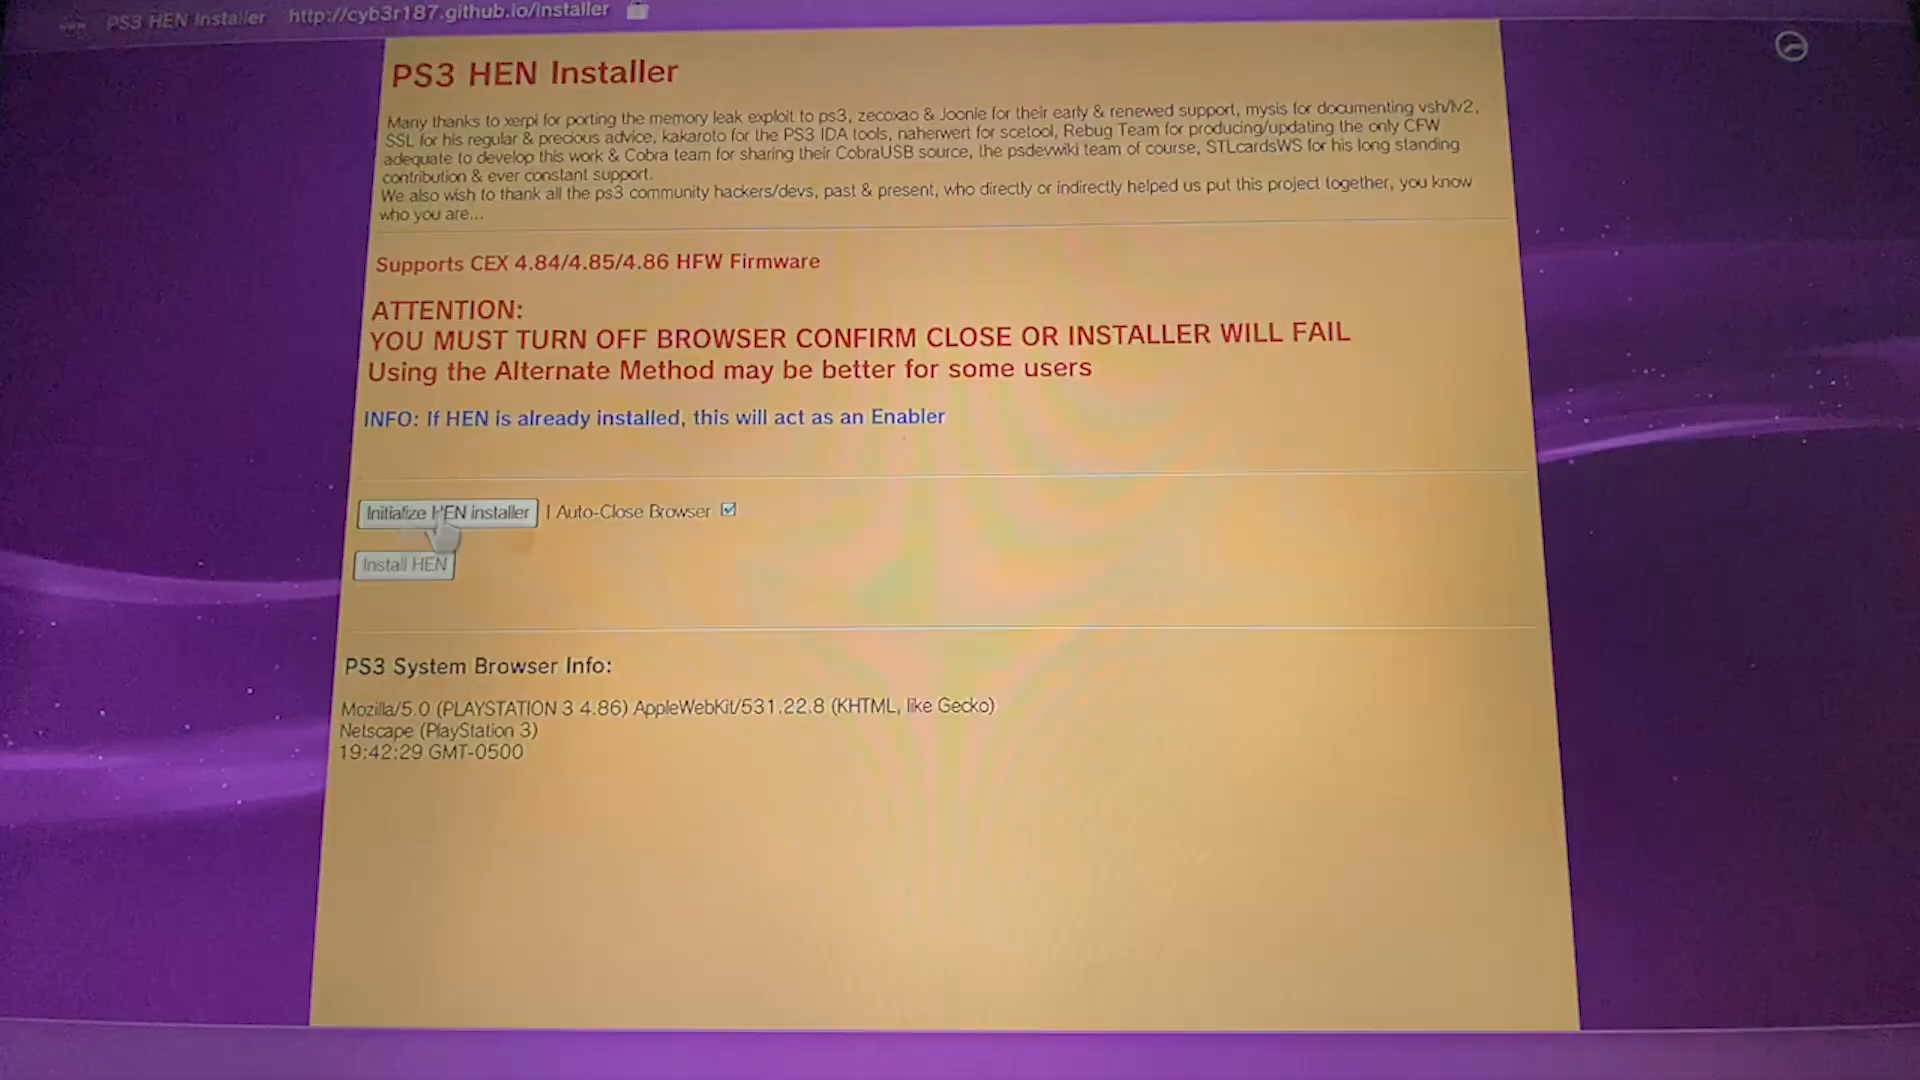 PS3 HEN Installer http://cyb3r187.github.io/installer
PS3 HEN Installer
Many thanks to xerpi for porting the memory leak exploit to ps3, zecoxao & Joonie for their early & renewed support, mysis for documenting vsh/lv2,
SSL for his regular & precious advice, kakaroto for the PS3 IDA tools, naherwert for scetool, Rebug Team for producing/updating the only CFW
adequate to develop this work & Cobra team for sharing their CobraUSB source, the psdevwiki team of course, STLcardsWS for his long standing
contribution & ever constant support.
We also wish to thank all the ps3 community hackers/devs, past & present, who directly or indirectly helped us put this project together, you know
who you are...
Supports CEX 4.84/4.85/4.86 HFW Firmware
ATTENTION:
YOU MUST TURN OFF BROWSER CONFIRM CLOSE OR INSTALLER WILL FAIL
Using the Alternate Method may be better for some users
INFO: If HEN is already installed, this will act as an Enabler
Initialize HEN installer | Auto-Close Browser
Install HEN
PS3 System Browser Info:
Mozilla/5.0 (PLAYSTATION 3 4.86) AppleWebKit/531.22.8 (KHTML, like Gecko)
Netscape (PlayStation 3)
19:42:29 GMT-0500